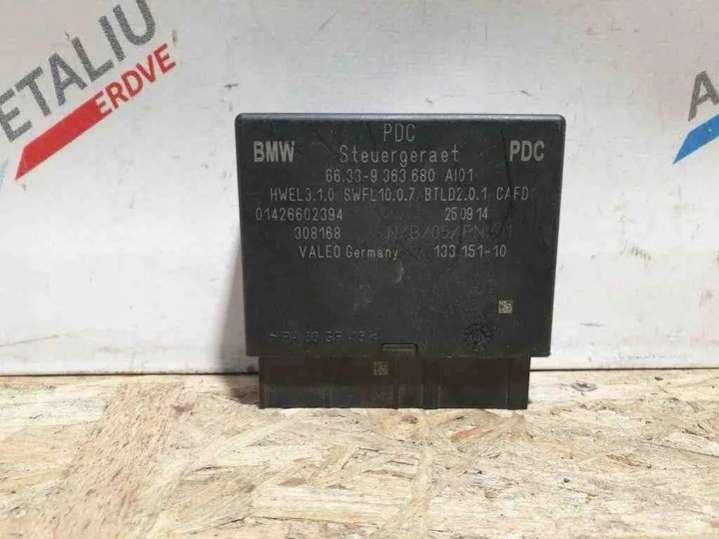 ETALIU
ERDVE
A
PDC
BMW Steuergeraet PDC
66.33-9 363 680 AI01
HWEL3.1.0 SWFL10.0.7 BTLD2.0.1 CAFD
01426602394 25 09 14
308168
VALEO Germany 133 151-10